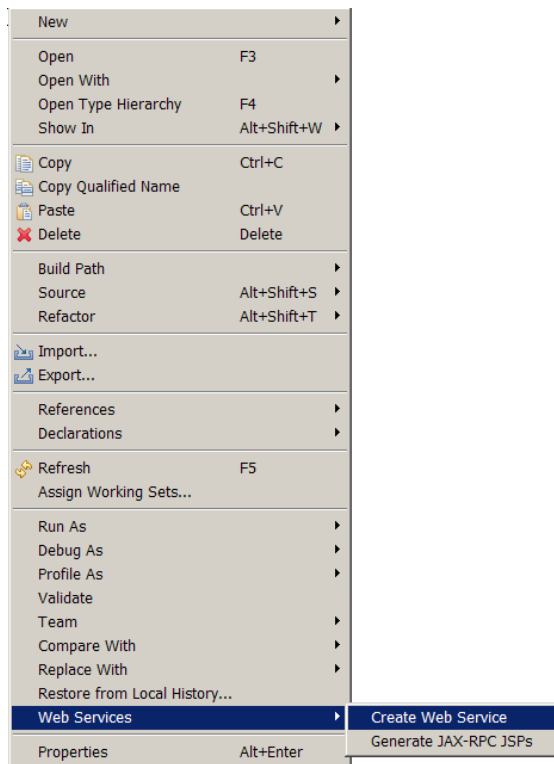 New
Open F3
Open With
Open Type Hierarchy F4
Show In Alt+Shift+W
Copy Ctrl+C
Copy Qualified Name
Paste Ctrl+V
Delete Delete
Build Path
Source Alt+Shift+S
Refactor Alt+Shift+T
Import...
Export...
References
Declarations
Refresh F5
Assign Working Sets...
Run As
Debug As
Profile As
Validate
Team
Compare With
Replace With
Restore from Local History...
Web Services Create Web Service
Generate JAX-RPC JSPs
Properties Alt+Enter